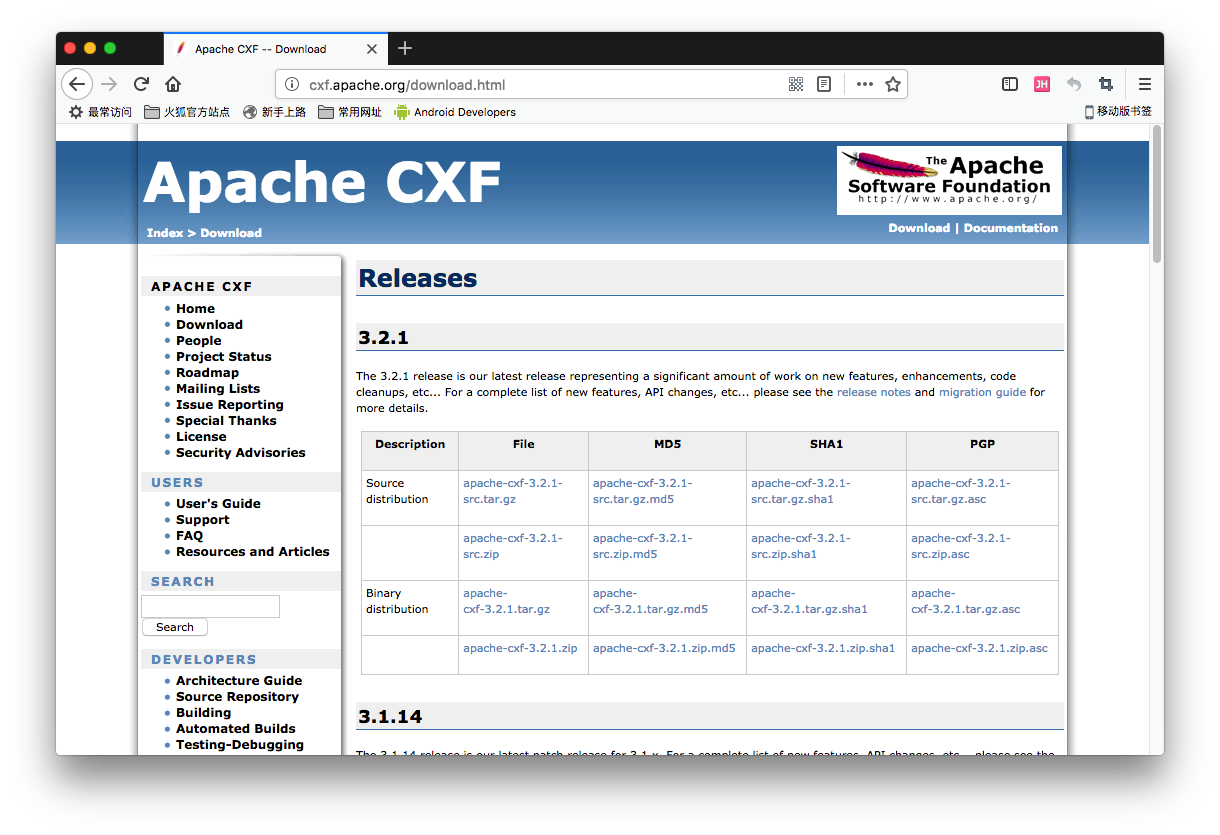 Apache CXF -- Download
cxf.apache.org/download.html
JH
最常访问 火狐官方站点 新手上路 常用网址 Android Developers 移动版书签
Apache CXF
The Apache
Software Foundation
http://www.apache.org/
Index > Download
Download | Documentation
APACHE CXF
Home
Download
People
Project Status
Roadmap
Mailing Lists
Issue Reporting
Special Thanks
License
Security Advisories
USERS
User's Guide
Support
FAQ
Resources and Articles
SEARCH
Search
DEVELOPERS
Architecture Guide
Source Repository
Building
Automated Builds
Testing-Debugging
Releases
3.2.1
The 3.2.1 release is our latest release representing a significant amount of work on new features, enhancements, code
cleanups, etc... For a complete list of new features, API changes, etc... please see the release notes and migration guide for
more details.
Description File MD5 SHA1 PGP
Source apache-cxf-3.2.1- apache-cxf-3.2.1- apache-cxf-3.2.1- apache-cxf-3.2.1-
distribution src.tar.gz src.tar.gz.md5 src.tar.gz.sha1 src.tar.gz.asc
apache-cxf-3.2.1- apache-cxf-3.2.1- apache-cxf-3.2.1- apache-cxf-3.2.1-
src.zip src.zip.md5 src.zip.sha1 src.zip.asc
Binary apache- apache- apache- apache-
distribution cxf-3.2.1.tar.gz cxf-3.2.1.tar.gz.md5 cxf-3.2.1.tar.gz.sha1 cxf-3.2.1.tar.gz.asc
apache-cxf-3.2.1.zip apache-cxf-3.2.1.zip.md5 apache-cxf-3.2.1.zip.sha1 apache-cxf-3.2.1.zip.asc
3.1.14
The 3.1.14 release is our latest patch release for 3.1.x. For a complete list of new features, API changes, etc... please see the